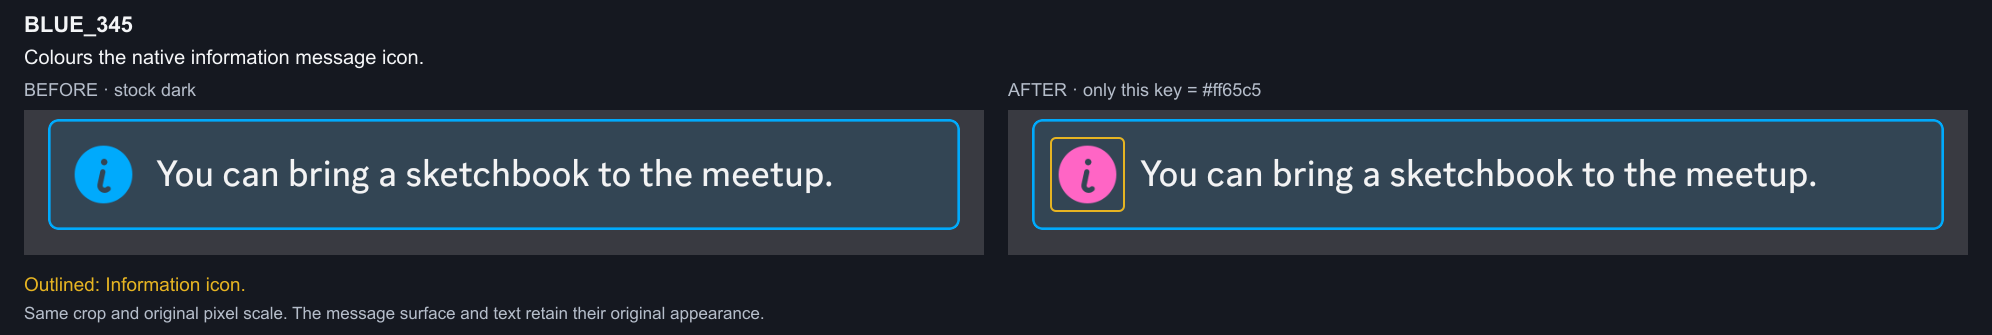 BLUE_345
Colours the native information message icon.
BEFORE · stock dark
AFTER · only this key = #ff65c5
i You can bring a sketchbook to the meetup.
i You can bring a sketchbook to the meetup.
Outlined: Information icon.
Same crop and original pixel scale. The message surface and text retain their original appearance.